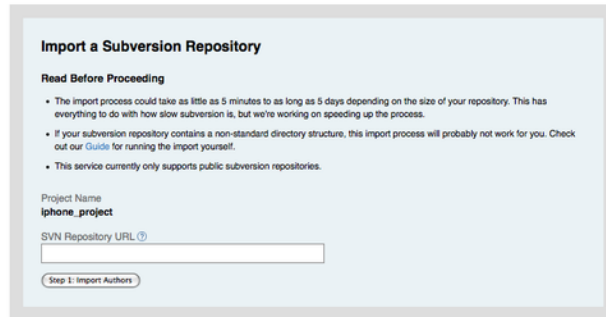 Import a Subversion Repository
Read Before Proceeding
• The import process could take as little as 5 minutes to as long as 5 days depending on the size of your repository. This has
everything to do with how slow subversion is, but we're working on speeding up the process.
• If your subversion repository contains a non-standard directory structure, this import process will probably not work for you. Check
out our Guide for running the import yourself.
• This service currently only supports public subversion repositories.
Project Name
iphone_project
SVN Repository URL (?)
Step 1: Import Authors